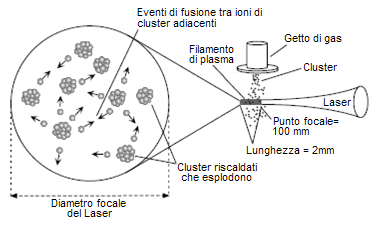 Eventi di fusione tra ioni di
cluster adiacenti
Getto di gas
Filamento
di plasma
Cluster
Laser
Punto focale=
100 mm
Lunghezza = 2mm
Cluster riscaldati
che esplodono
Diametro focale
del Laser